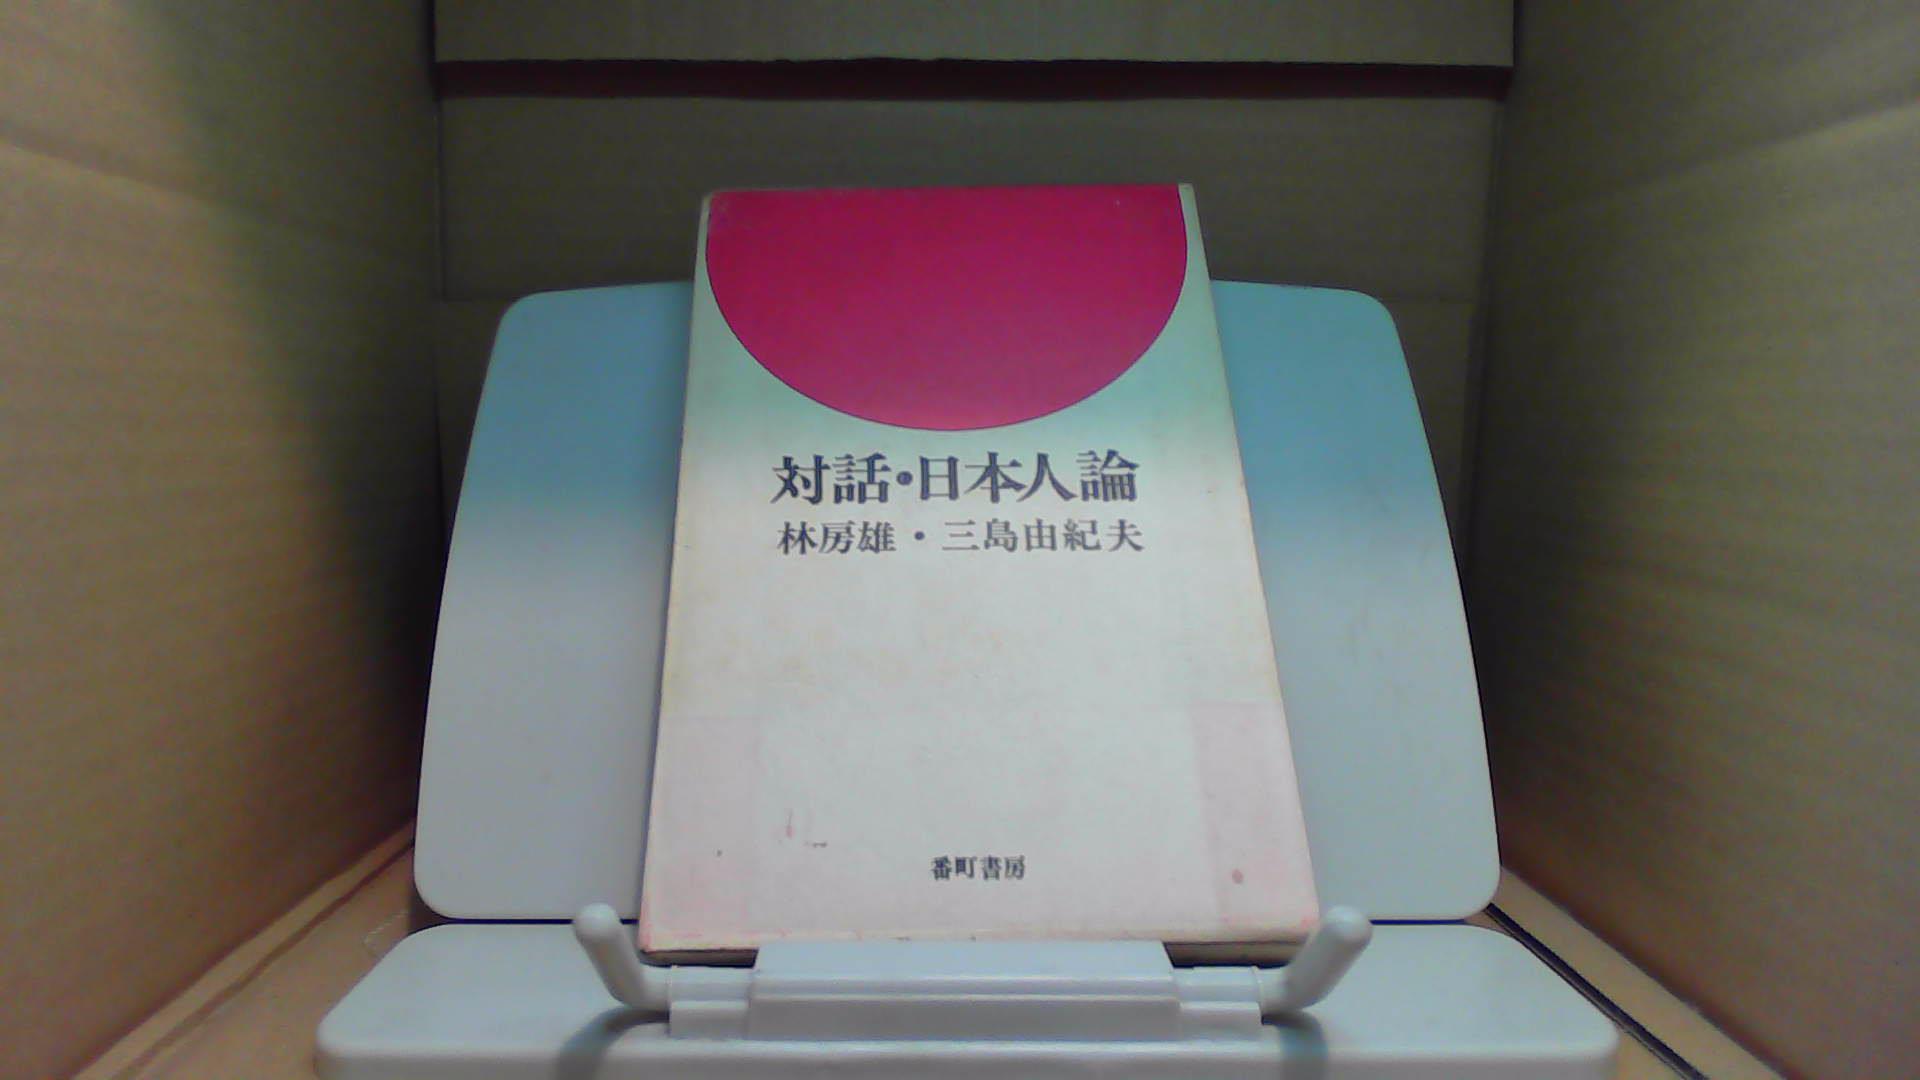 対話・日本人論
林房雄・三島由紀夫
番町書房